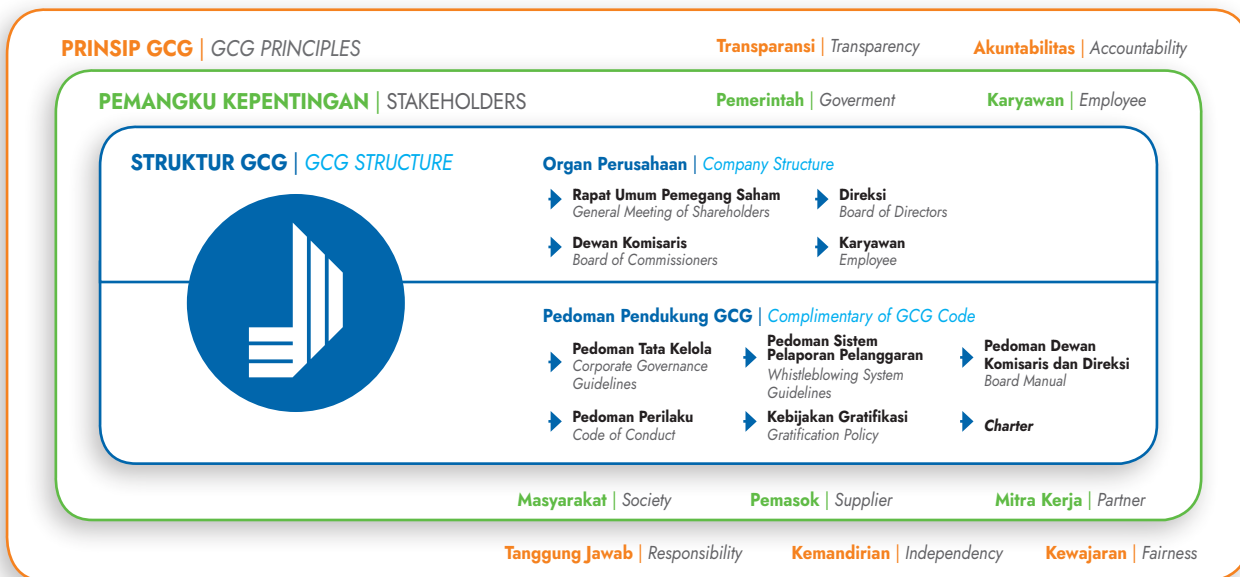 PRINSIP GCG | GCG PRINCIPLES
Transparansi | Transparency
Akuntabilitas | Accountability
PEMANGKU KEPENTINGAN | STAKEHOLDERS
Pemerintah | Goverment
Karyawan | Employee
STRUKTUR GCG | GCG STRUCTURE
Organ Perusahaan | Company Structure
Rapat Umum Pemegang Saham
General Meeting of Shareholders
Direksi
Board of Directors
Dewan Komisaris
Board of Commissioners
Karyawan
Employee
Pedoman Pendukung GCG | Complimentary of GCG Code
Pedoman Tata Kelola
Corporate Governance
Guidelines
Pedoman Sistem
Pelaporan Pelanggaran
Whistleblowing System
Guidelines
Pedoman Dewan
Komisaris dan Direksi
Board Manual
Pedoman Perilaku
Code of Conduct
Kebijakan Gratifikasi
Gratification Policy
Charter
Masyarakat | Society
Pemasok | Supplier
Mitra Kerja | Partner
Tanggung Jawab | Responsibility
Kemandirian | Independency
Kewajaran | Fairness